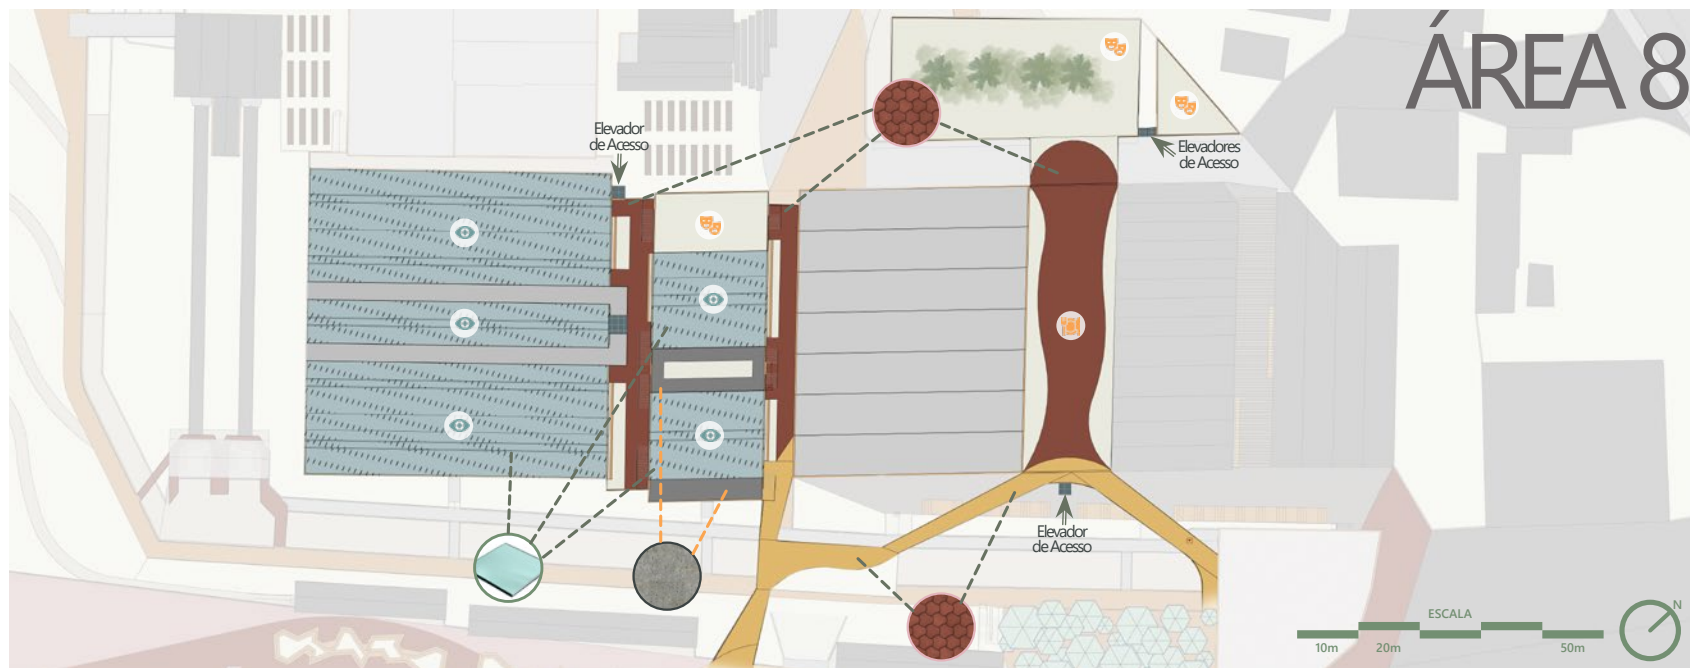 ÁREA 8
Elevador
de Acesso
Elevadores
de Acesso
Elevador
de Acesso
ESCALA
10m 20m 50m
N